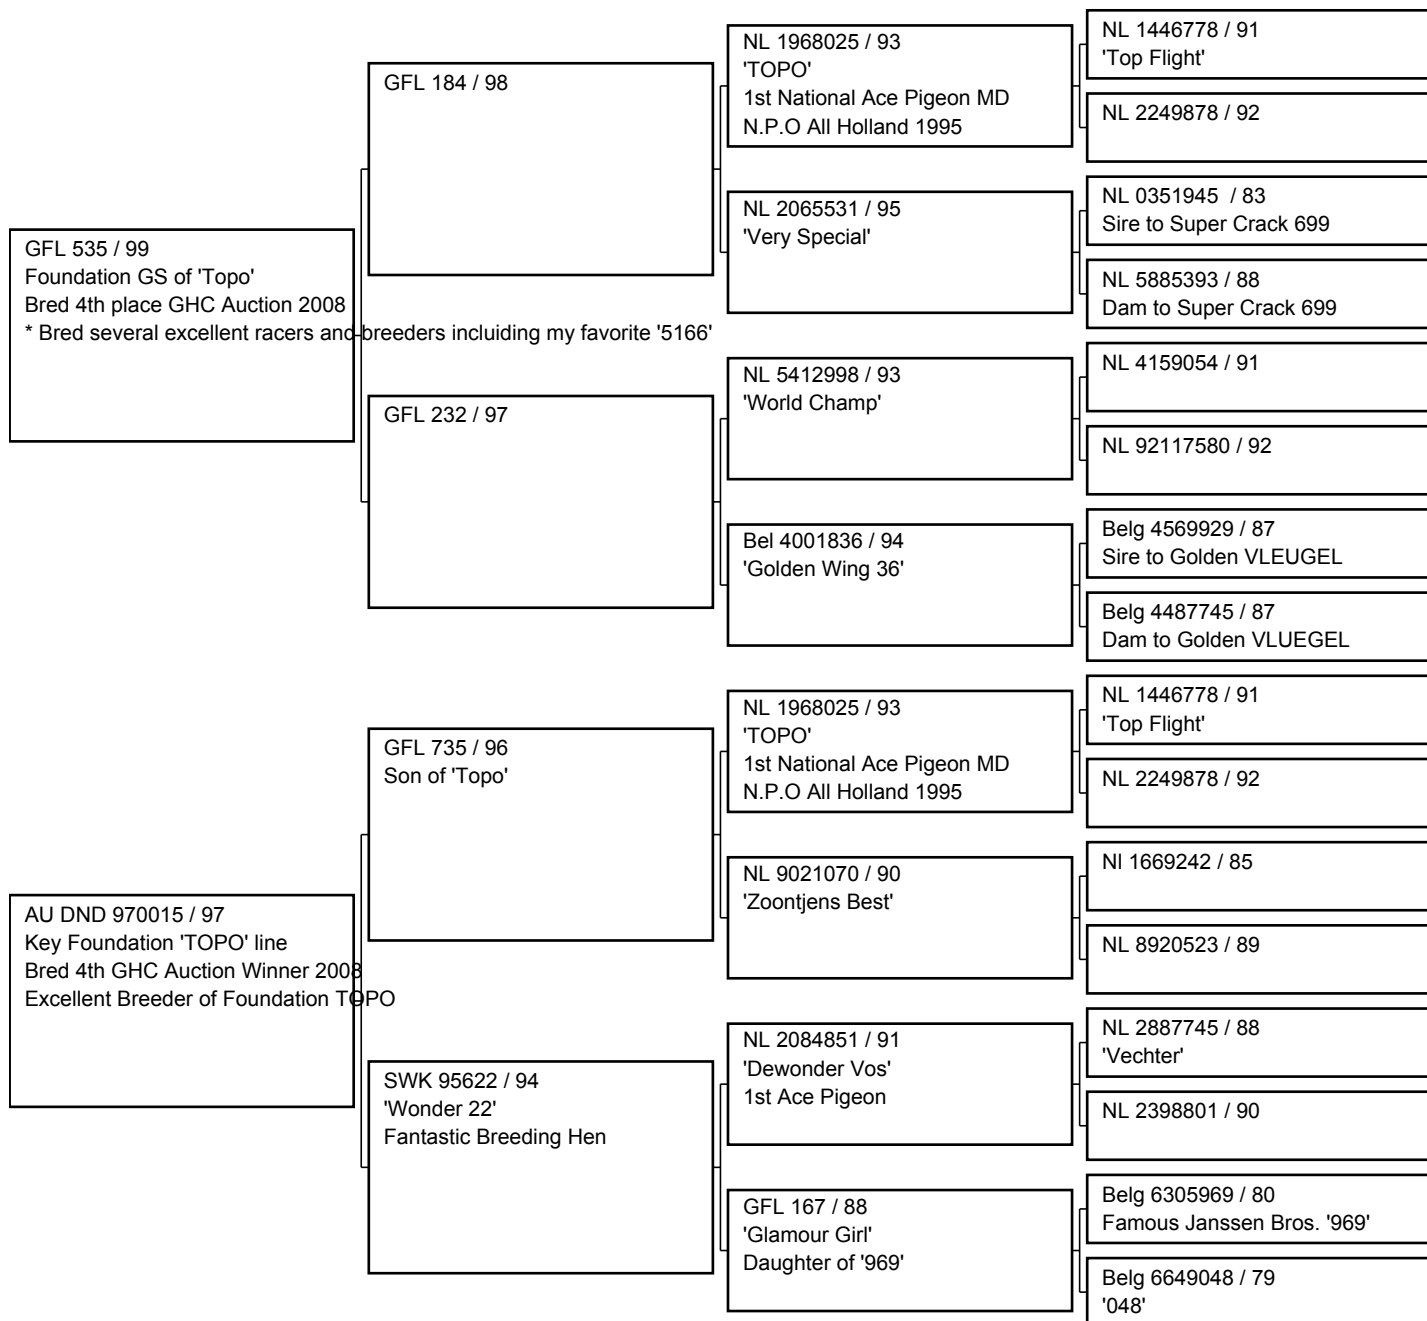 GFL 535 / 99
Foundation GS of 'Topo'
Bred 4th place GHC Auction 2008
* Bred several excellent racers and breeders incluiding my favorite '5166'
AU DND 970015 / 97
Key Foundation 'TOPO' line
Bred 4th GHC Auction Winner 2008
Excellent Breeder of Foundation TOPO
GFL 184 / 98
GFL 232 / 97
GFL 735 / 96
Son of 'Topo'
SWK 95622 / 94
'Wonder 22'
Fantastic Breeding Hen
NL 1968025 / 93
'TOPO'
1st National Ace Pigeon MD
N.P.O All Holland 1995
NL 2065531 / 95
'Very Special'
NL 5412998 / 93
'World Champ'
Bel 4001836 / 94
'Golden Wing 36'
NL 1968025 / 93
'TOPO'
1st National Ace Pigeon MD
N.P.O All Holland 1995
NL 9021070 / 90
'Zoontjens Best'
NL 2084851 / 91
'Dewonder Vos'
1st Ace Pigeon
GFL 167 / 88
'Glamour Girl'
Daughter of '969'
NL 1446778 / 91
'Top Flight'
NL 2249878 / 92
NL 0351945 / 83
Sire to Super Crack 699
NL 5885393 / 88
Dam to Super Crack 699
NL 4159054 / 91
NL 92117580 / 92
Belg 4569929 / 87
Sire to Golden VLEUGEL
Belg 4487745 / 87
Dam to Golden VLUEGEL
NL 1446778 / 91
'Top Flight'
NL 2249878 / 92
Nl 1669242 / 85
NL 8920523 / 89
NL 2887745 / 88
'Vechter'
NL 2398801 / 90
Belg 6305969 / 80
Famous Janssen Bros. '969'
Belg 6649048 / 79
'048'